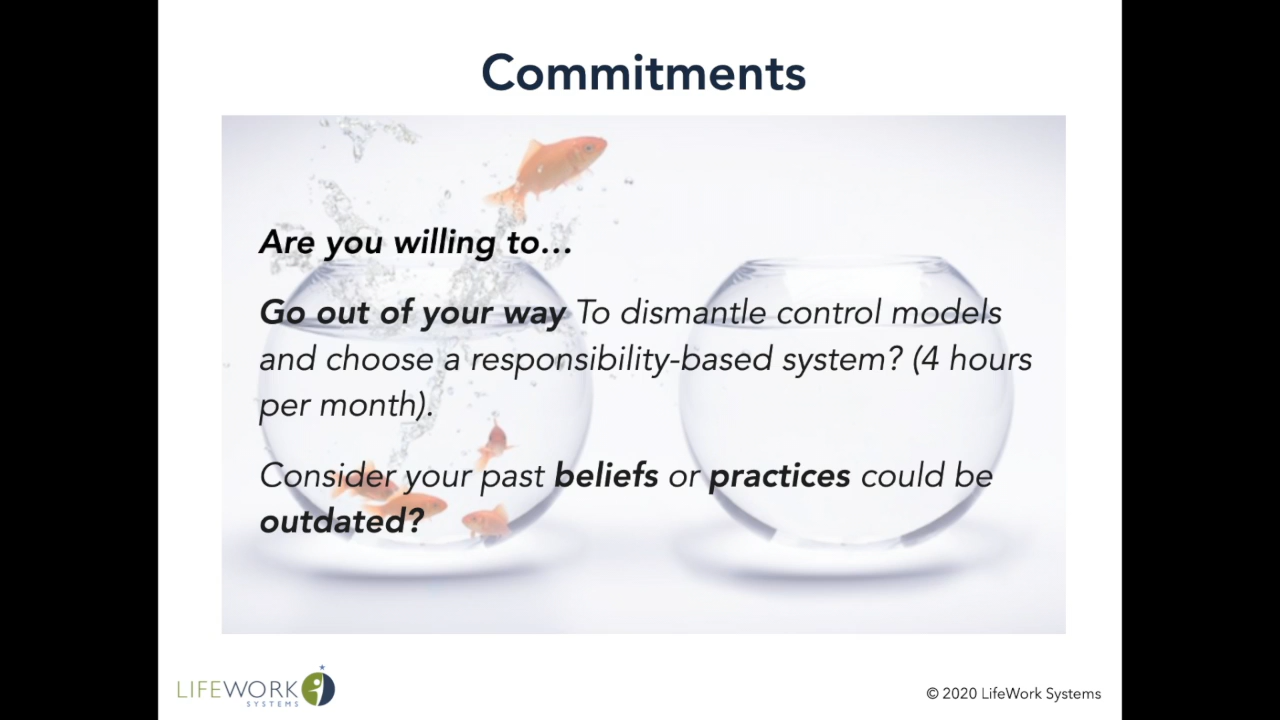 Commitments
Are you willing to...
Go out of your way To dismantle control models
and choose a responsibility-based system? (4 hours
per month).
Consider your past beliefs or practices could be
outdated?
LIFEWORK
SYSTEMS
© 2020 LifeWork Systems